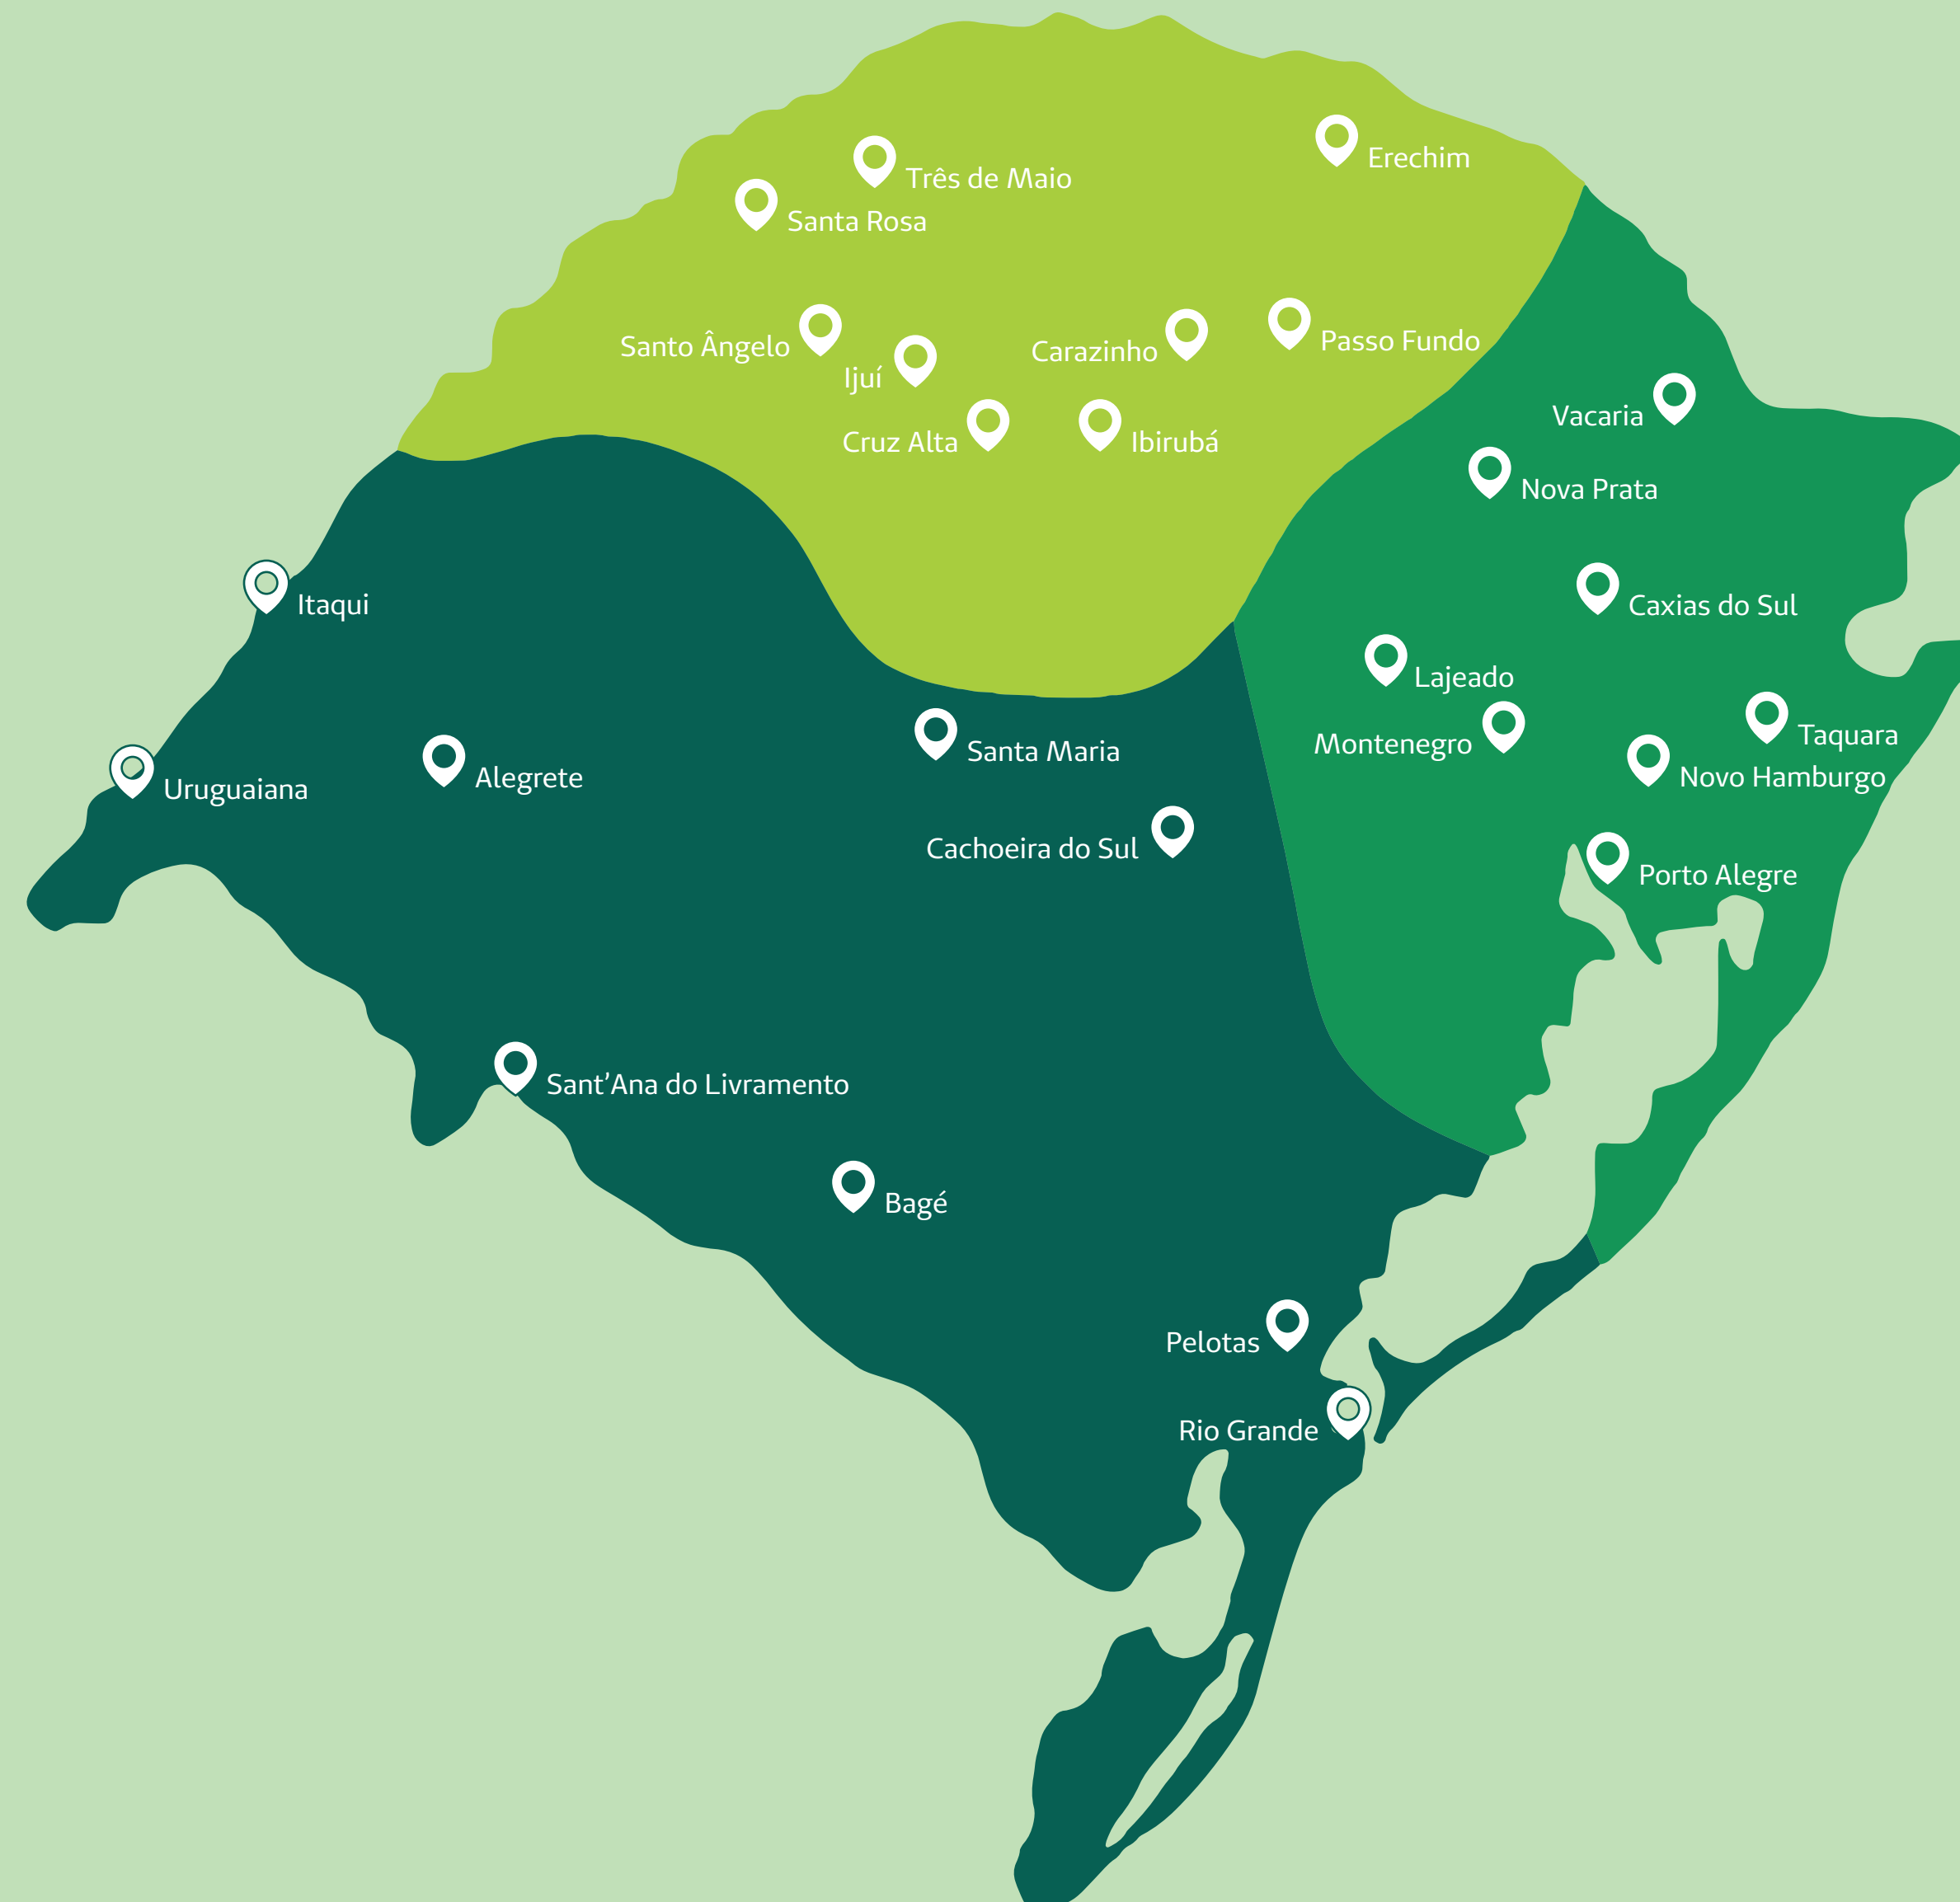 Erechim
Três de Maio
Santa Rosa
Passo Fundo
Santo Ângelo
Carazinho
Ijuí
Vacaria
Cruz Alta
Ibirubá
Nova Prata
Itaqui
Caxias do Sul
Lajeado
Taquara
Montenegro
Santa Maria
Novo Hamburgo
Alegrete
Uruguaiana
Cachoeira do Sul
Porto Alegre
Sant’Ana do Livramento
Bagé
Pelotas
Rio Grande